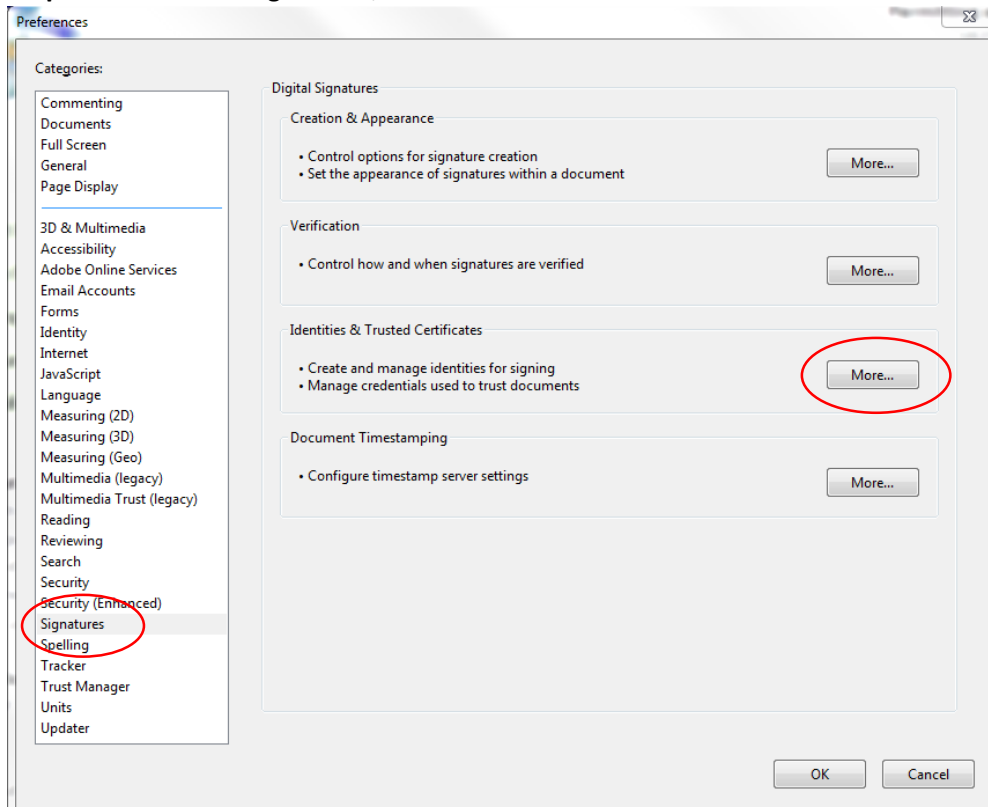 Preferences
Categories:
Commenting
Documents
Full Screen
General
Page Display
3D & Multimedia
Accessibility
Adobe Online Services
Email Accounts
Forms
Identity
Internet
JavaScript
Language
Measuring (2D)
Measuring (3D)
Measuring (Geo)
Multimedia (legacy)
Multimedia Trust (legacy)
Reading
Reviewing
Search
Security
Security (Enhanced)
Signatures
Spelling
Tracker
Trust Manager
Units
Updater
Digital Signatures
Creation & Appearance
• Control options for signature creation
• Set the appearance of signatures within a document
More...
Verification
• Control how and when signatures are verified
More...
Identities & Trusted Certificates
• Create and manage identities for signing
• Manage credentials used to trust documents
More...
Document Timestamping
• Configure timestamp server settings
More...
OK
Cancel